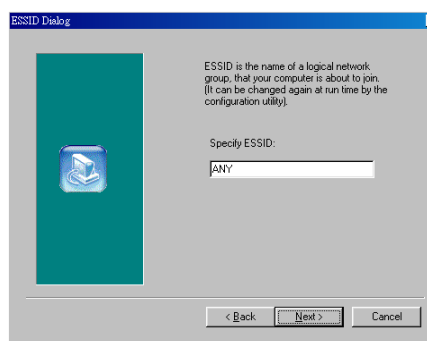 ESSID Dialog
ESSID is the name of a logical network
group, that your computer is about to join.
(It can be changed again at run time by the
configuration utility).
Specify ESSID:
ANY
< Back Next > Cancel